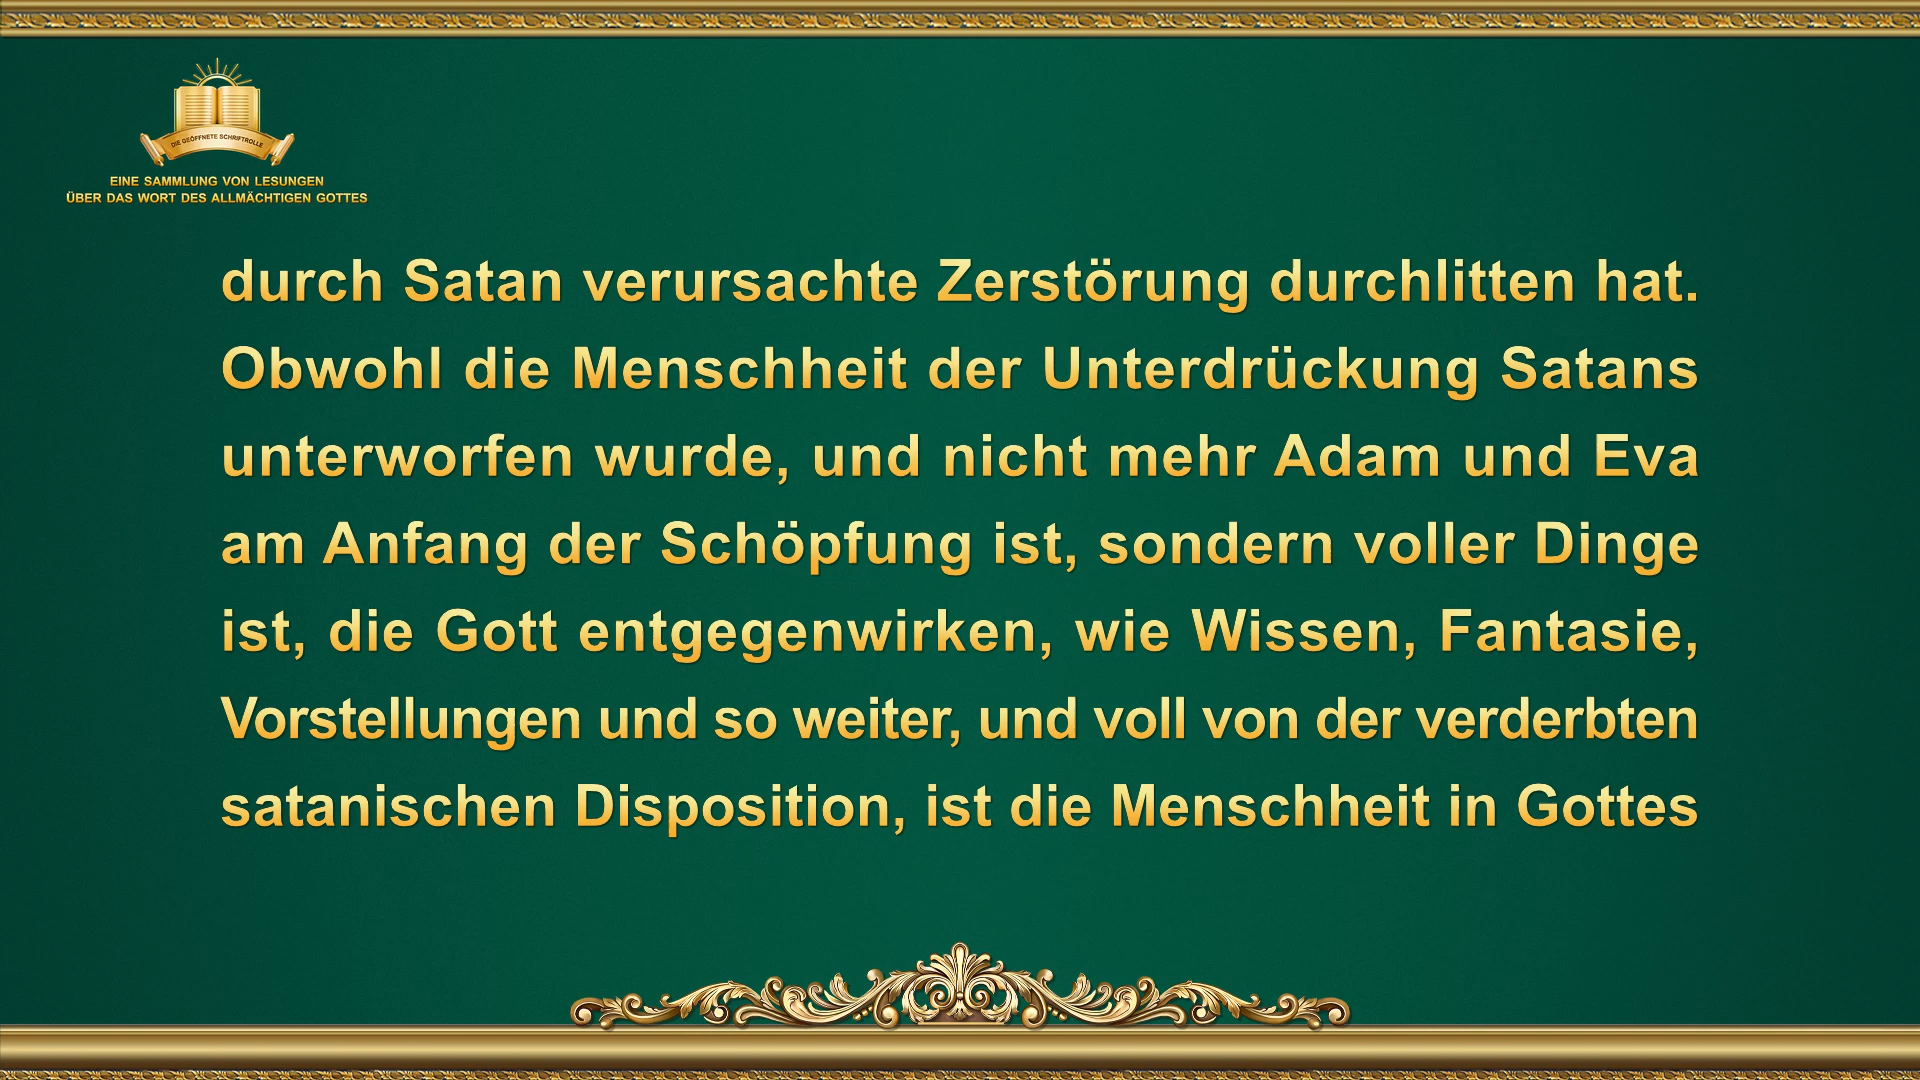 DIE GEÖFFNETE SCHRIFTROLLE
EINE SAMMLUNG VON LESUNGEN
ÜBER DAS WORT DES ALLMÄCHTIGEN GOTTES
durch Satan verursachte Zerstörung durchlitten hat.
Obwohl die Menschheit der Unterdrückung Satans
unterworfen wurde, und nicht mehr Adam und Eva
am Anfang der Schöpfung ist, sondern voller Dinge
ist, die Gott entgegenwirken, wie Wissen, Fantasie,
Vorstellungen und so weiter, und voll von der verderbten
satanischen Disposition, ist die Menschheit in Gottes